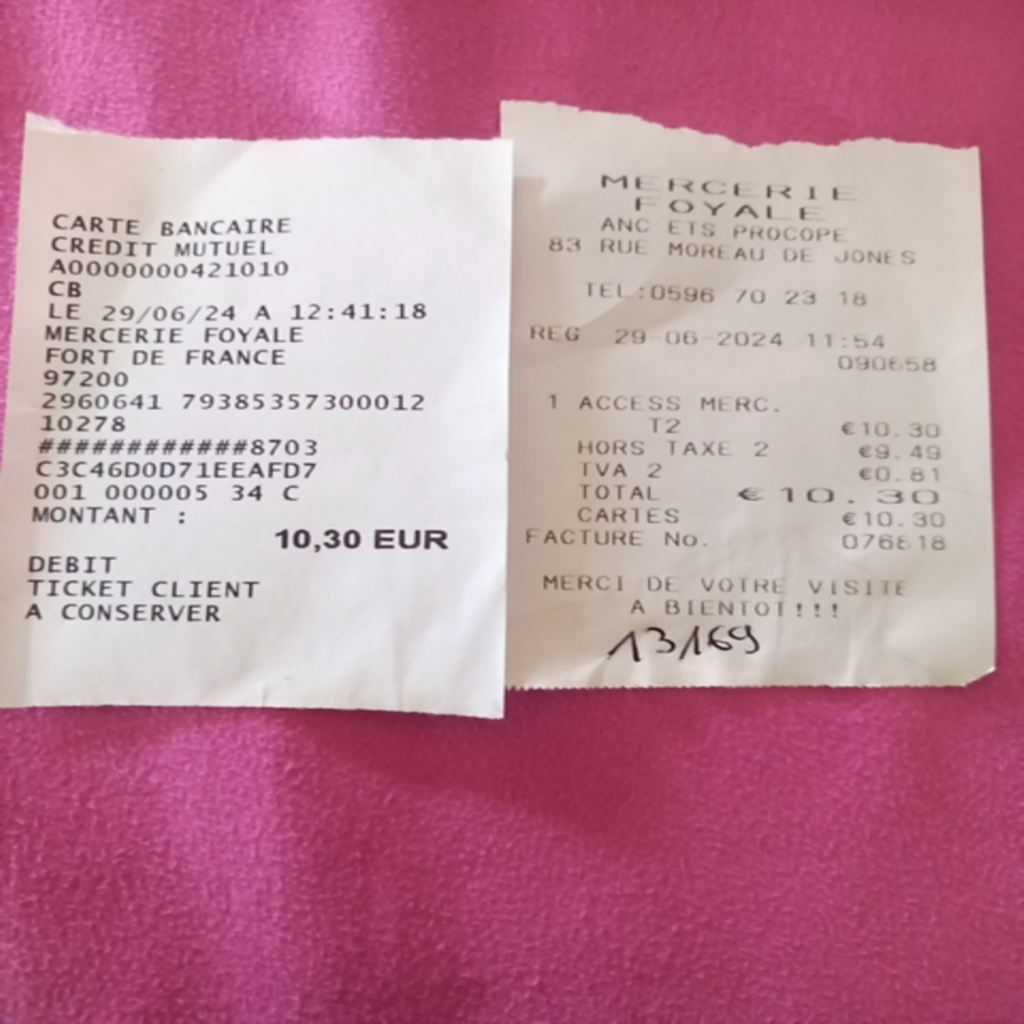 CARTE BANCAIRE
CREDIT MUTUEL
A0000000421010
CB
LE 29/06/24 A 12:41:18
MERCERIE FOYALE
FORT DE FRANCE
97200
2960641 79385357300012
10278
############8703
C3C46D0D71EEAFD7
001 000005 34 C
MONTANT :
10,30 EUR
DEBIT
TICKET CLIENT
A CONSERVER
MERCERIE
FOYALE
ANC ETS PROCOPE
83 RUE MOREAU DE JONES
TEL:0596 70 23 18
REG 29-06-2024 11:54
090658
1 ACCESS MERC.
T2 €10.30
HORS TAXE 2 €9.49
TVA 2 €0.81
TOTAL €10.30
CARTES €10.30
FACTURE No. 076818
MERCI DE VOTRE VISITE
A BIENTOT!!!
13169